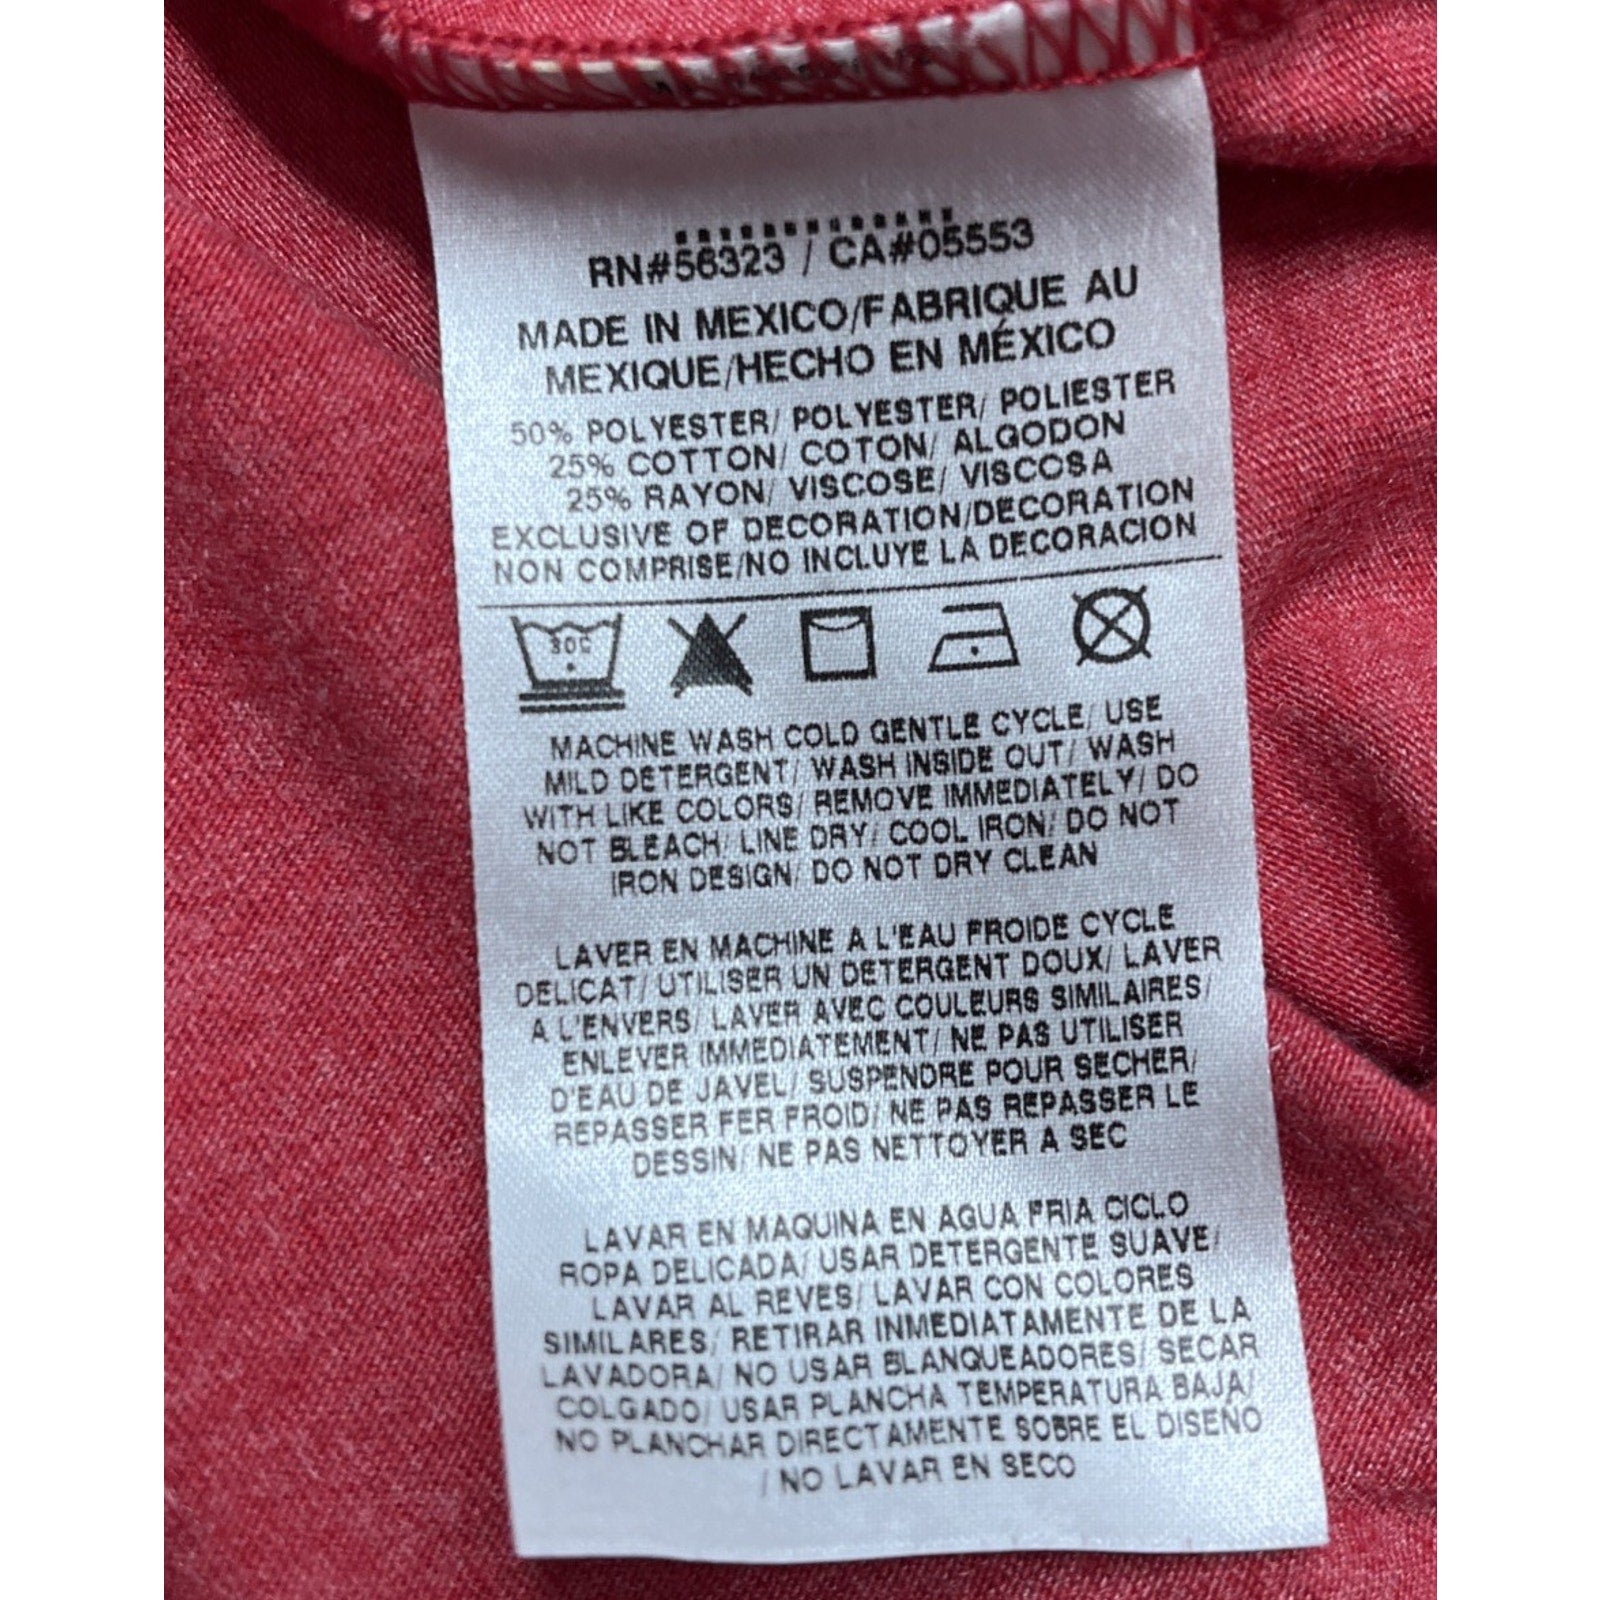 RN#56323 / CA#05553
MADE IN MEXICO/FABRIQUE AU
MEXIQUE/HECHO EN MÉXICO
50% POLYESTER/ POLYESTER/ POLIESTER
25% COTTON/ COTON/ ALGODON
25% RAYON/ VISCOSE/ VISCOSA
EXCLUSIVE OF DECORATION/DECORATION
NON COMPRISE/NO INCLUYE LA DECORACION
30C
MACHINE WASH COLD GENTLE CYCLE/ USE
MILD DETERGENT/ WASH INSIDE OUT/ WASH
WITH LIKE COLORS/ REMOVE IMMEDIATELY/ DO
NOT BLEACH/ LINE DRY/ COOL IRON/ DO NOT
IRON DESIGN/ DO NOT DRY CLEAN
LAVER EN MACHINE A L'EAU FROIDE CYCLE
DELICAT/ UTILISER UN DETERGENT DOUX/ LAVER
A L'ENVERS/ LAVER AVEC COULEURS SIMILAIRES/
ENLEVER IMMEDIATEMENT/ NE PAS UTILISER
D'EAU DE JAVEL/ SUSPENDRE POUR SECHER/
REPASSER FER FROID/ NE PAS REPASSER LE
DESSIN/ NE PAS NETTOYER A SEC
LAVAR EN MAQUINA EN AGUA FRIA CICLO
ROPA DELICADA/ USAR DETERGENTE SUAVE/
LAVAR AL REVES/ LAVAR CON COLORES
SIMILARES/ RETIRAR INMEDIATAMENTE DE LA
LAVADORA/ NO USAR BLANQUEADORES/ SECAR
COLGADO/ USAR PLANCHA TEMPERATURA BAJA/
NO PLANCHAR DIRECTAMENTE SOBRE EL DISENO
/ NO LAVAR EN SECO